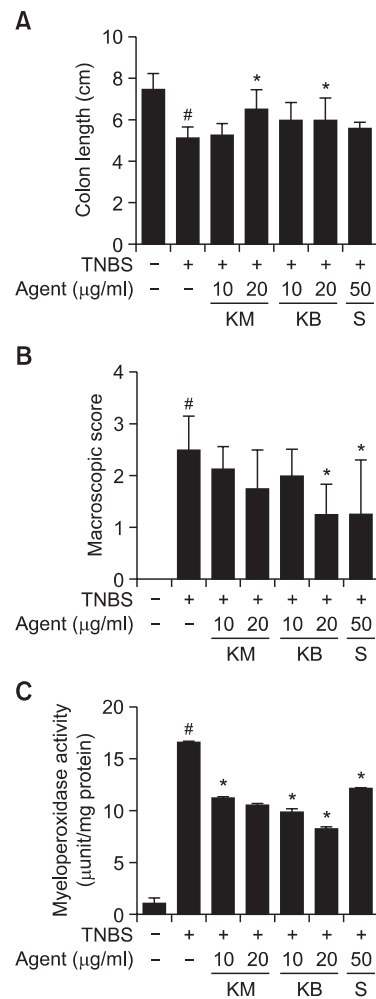 A
Colon length (cm)
10
8
6
4
2
0
#
*
*
TNBS – + + + + + +
Agent (μg/ml) – – 10 20 10 20 50
KM KB S
B
Macroscopic score
4
3
2
1
0
#
*
*
TNBS – + + + + + +
Agent (μg/ml) – – 10 20 10 20 50
KM KB S
C
Myeloperoxidase activity
(μunit/mg protein)
20
15
10
5
0
#
*
*
*
*
TNBS – + + + + + +
Agent (μg/ml) – – 10 20 10 20 50
KM KB S